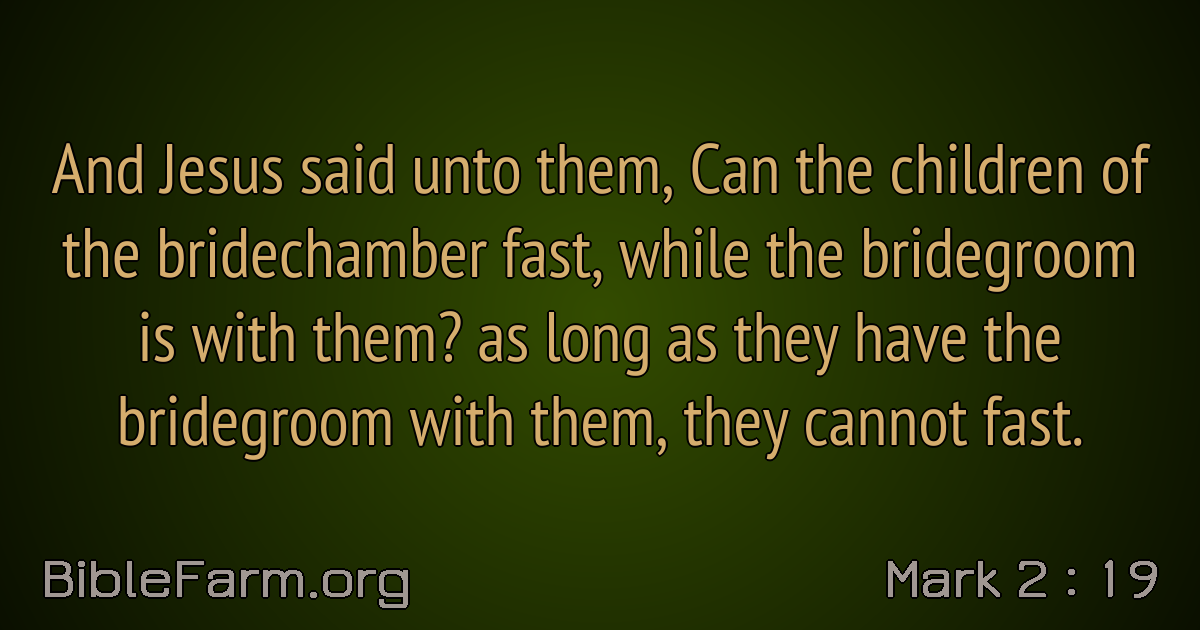 And Jesus said unto them, Can the children of
the bridechamber fast, while the bridegroom
is with them? as long as they have the
bridegroom with them, they cannot fast.
BibleFarm.org
Mark 2 : 19